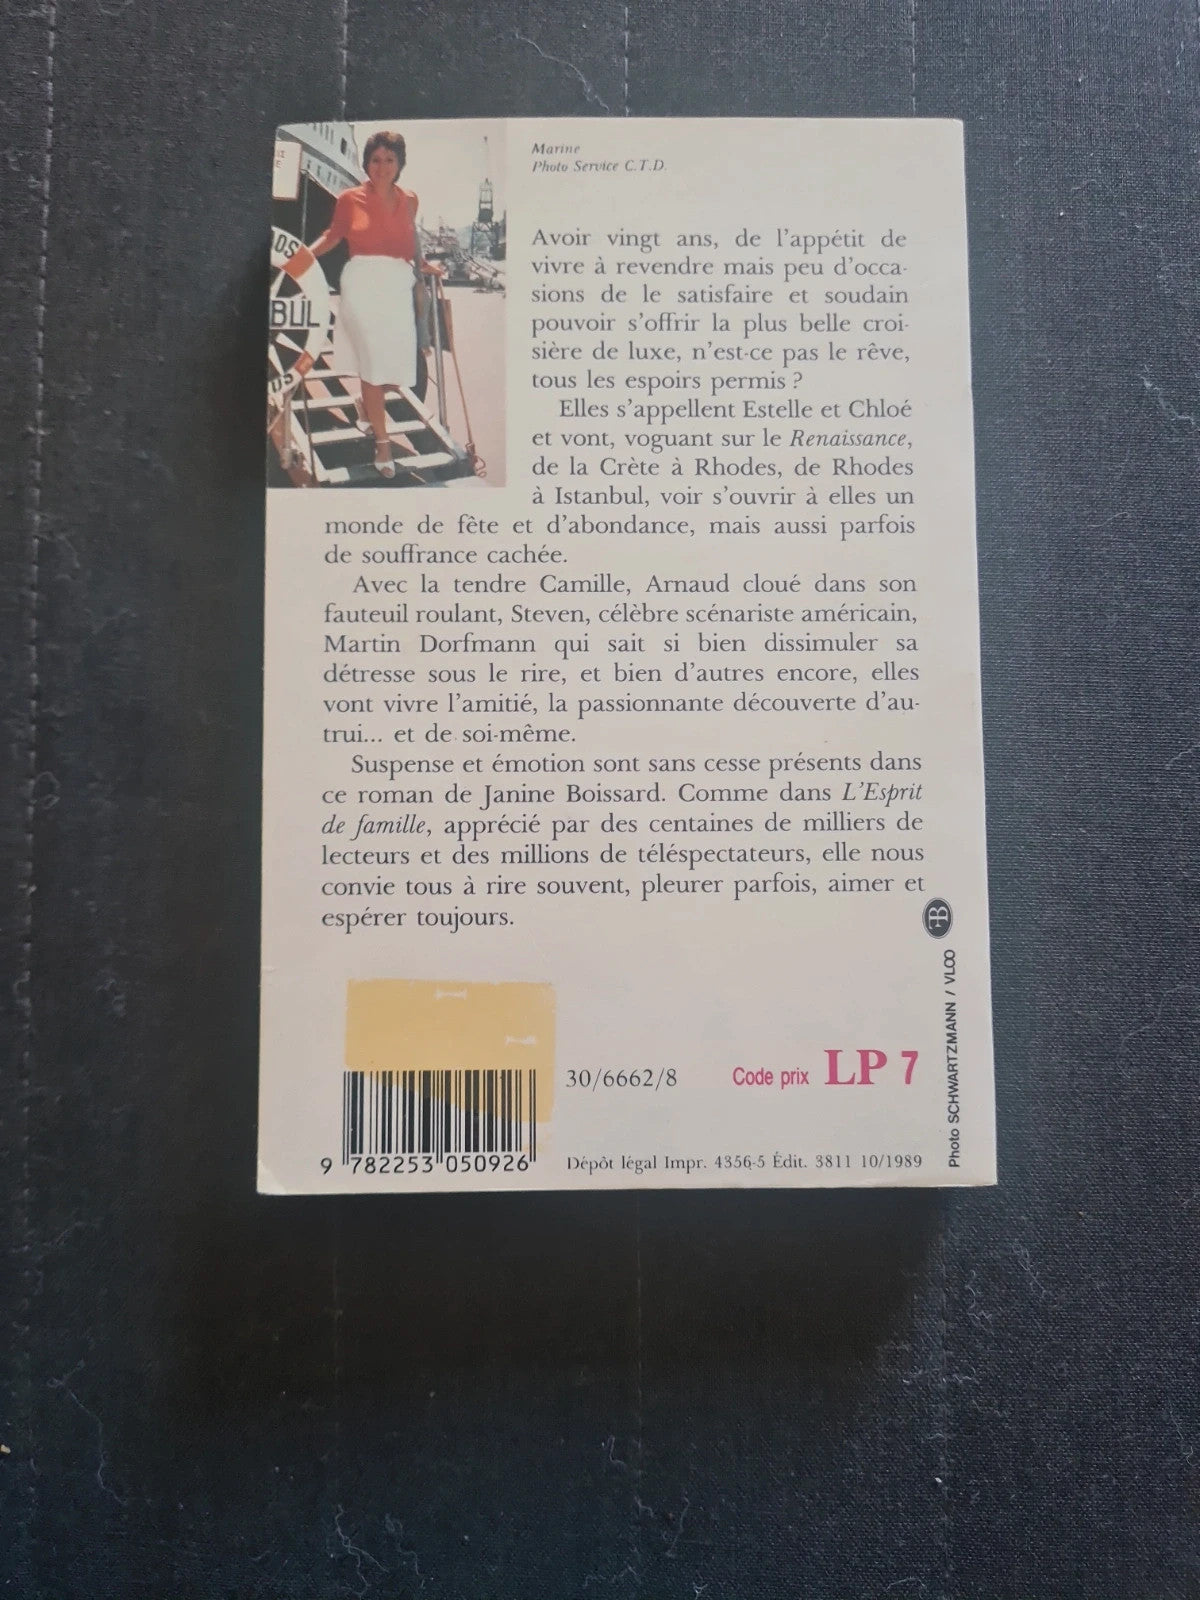 DS
BÚL
DS
Marine
Photo Service C.T.D.
Avoir vingt ans, de l'appétit de
vivre à revendre mais peu d'occa-
sions de le satisfaire et soudain
pouvoir s'offrir la plus belle croi-
sière de luxe, n'est-ce pas le rêve,
tous les espoirs permis ?
Elles s'appellent Estelle et Chloé
et vont, voguant sur le Renaissance,
de la Crète à Rhodes, de Rhodes
à Istanbul, voir s'ouvrir à elles un
monde de fête et d'abondance, mais aussi parfois
de souffrance cachée.
Avec la tendre Camille, Arnaud cloué dans son
fauteuil roulant, Steven, célèbre scénariste américain,
Martin Dorfmann qui sait si bien dissimuler sa
détresse sous le rire, et bien d'autres encore, elles
vont vivre l'amitié, la passionnante découverte d'au-
trui... et de soi-même.
Suspense et émotion sont sans cesse présents dans
ce roman de Janine Boissard. Comme dans L'Esprit
de famille, apprécié par des centaines de milliers de
lecteurs et des millions de téléspectateurs, elle nous
convie tous à rire souvent, pleurer parfois, aimer et
espérer toujours.
Photo SCHWARTZMANN / VLOO
30/6662/8
Code prix LP 7
9 782253 050926
Dépôt légal Impr. 4356-5 Édit. 3811 10/1989